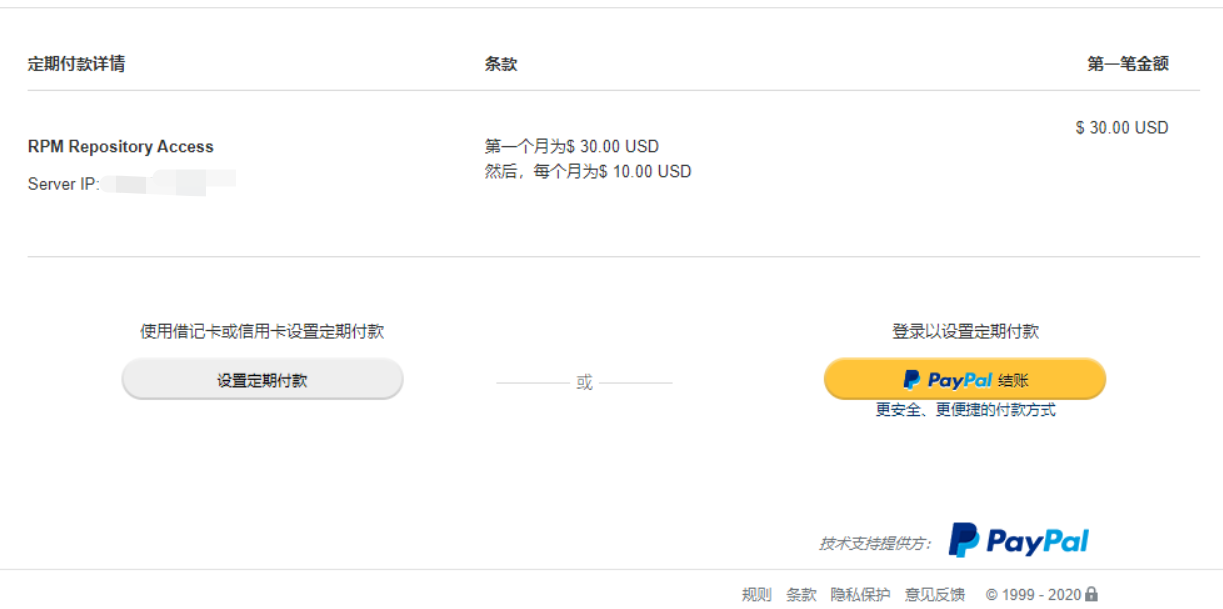 定期付款详情 条款 第一笔金额
$ 30.00 USD
RPM Repository Access 第一个月为$ 30.00 USD
然后，每个月为$ 10.00 USD
Server IP:
使用借记卡或信用卡设置定期付款 登录以设置定期付款
设置定期付款 或 PayPal 结账
更安全、更便捷的付款方式
技术支持提供方： PayPal
规则 条款 隐私保护 意见反馈 © 1999 - 2020